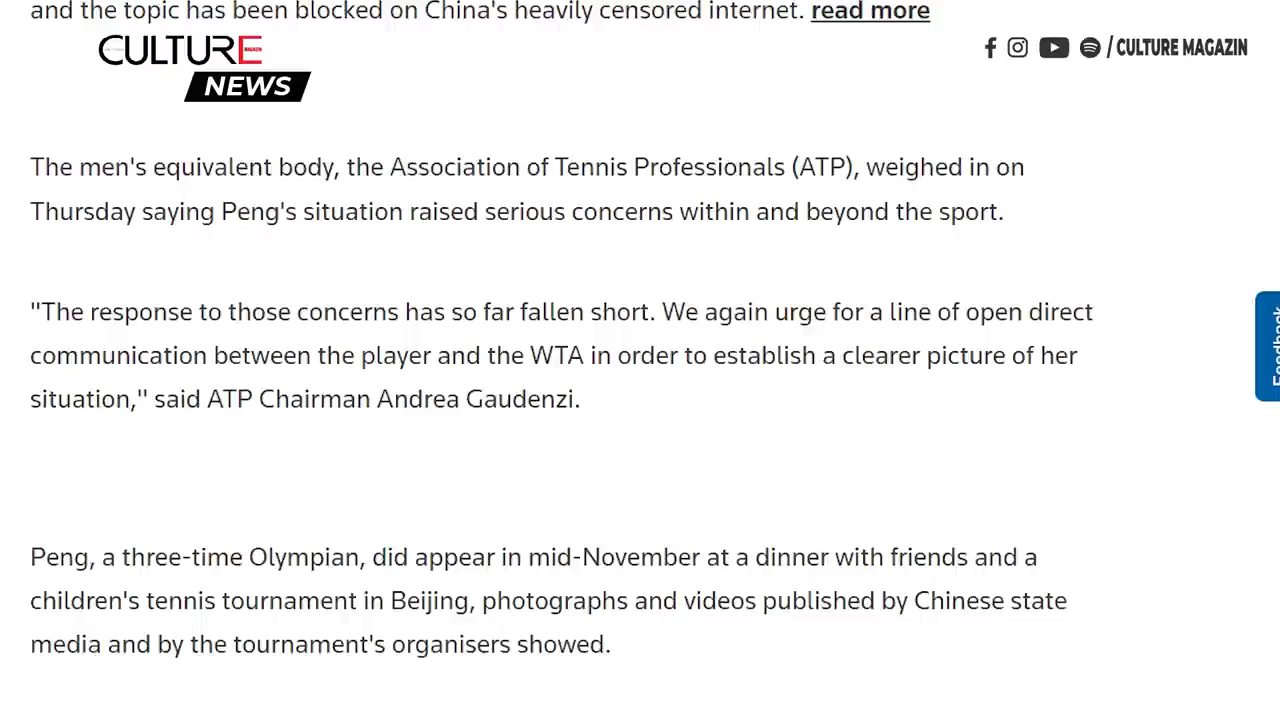 and the topic has been blocked on China's heavily censored internet. read more
CULTURE
NEWS
/ CULTURE MAGAZIN
The men's equivalent body, the Association of Tennis Professionals (ATP), weighed in on
Thursday saying Peng's situation raised serious concerns within and beyond the sport.
"The response to those concerns has so far fallen short. We again urge for a line of open direct
communication between the player and the WTA in order to establish a clearer picture of her
situation," said ATP Chairman Andrea Gaudenzi.
Feedback
Peng, a three-time Olympian, did appear in mid-November at a dinner with friends and a
children's tennis tournament in Beijing, photographs and videos published by Chinese state
media and by the tournament's organisers showed.